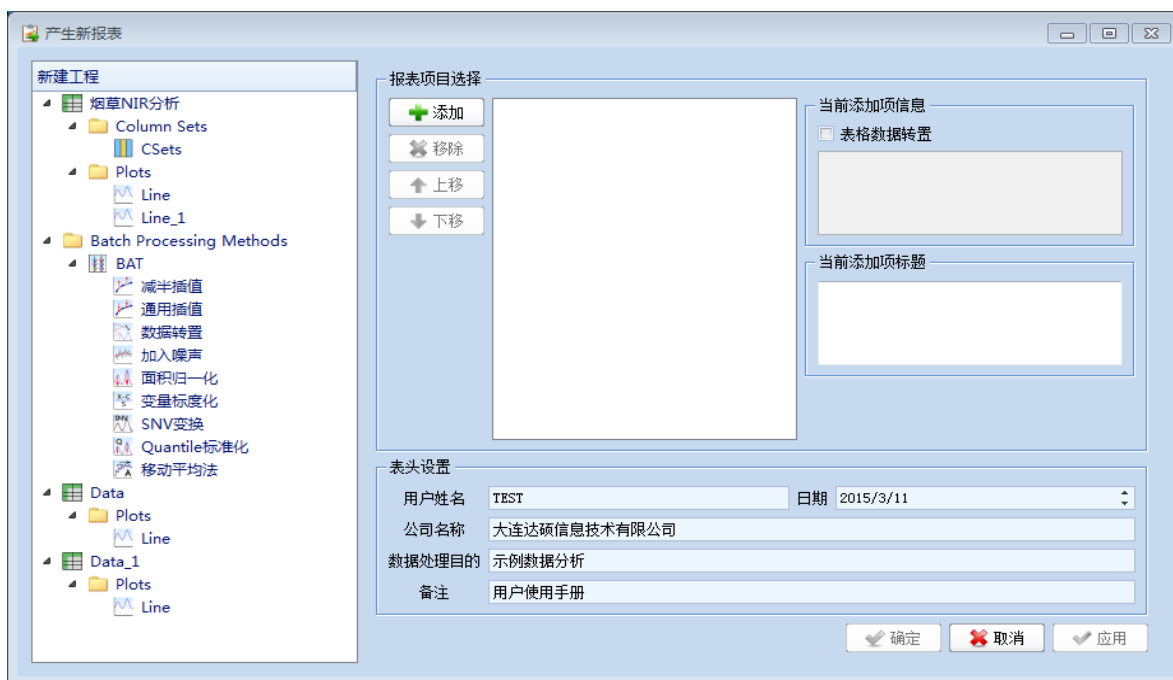 产生新报表
新建工程
烟草NIR分析
Column Sets
CSets
Plots
Line
Line_1
Batch Processing Methods
BAT
减半插值
通用插值
数据转置
加入噪声
面积归一化
变量标度化
SNV变换
Quantile标准化
移动平均法
Data
Plots
Line
Data_1
Plots
Line
报表项目选择
添加
移除
上移
下移
当前添加项信息
表格数据转置
当前添加项标题
表头设置
用户姓名 TEST 日期 2015/3/11
公司名称 大连达硕信息技术有限公司
数据处理目的 示例数据分析
备注 用户使用手册
确定 取消 应用